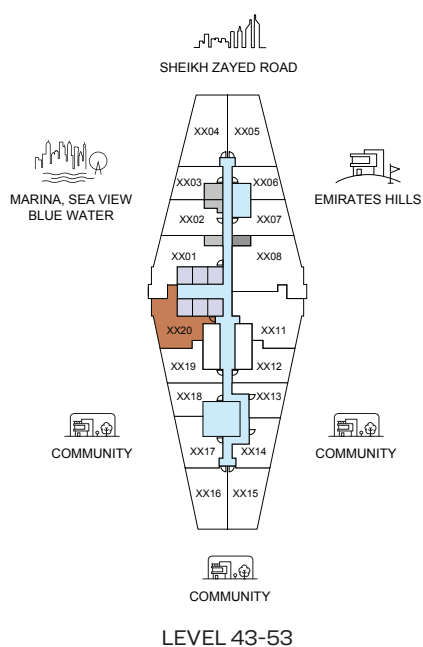 SHEIKH ZAYED ROAD
XX04 XX05
MARINA, SEA VIEW
BLUE WATER
XX03 XX06
EMIRATES HILLS
XX02 XX07
XX01 XX08
XX20 XX11
XX19 XX12
XX18 XX13
COMMUNITY
XX17 XX14
COMMUNITY
XX16 XX15
COMMUNITY
LEVEL 43-53